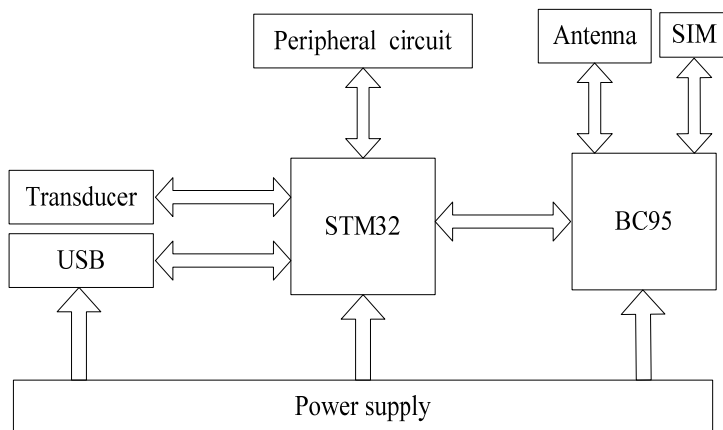 Peripheral circuit
Antenna
SIM
Transducer
STM32
BC95
USB
Power supply